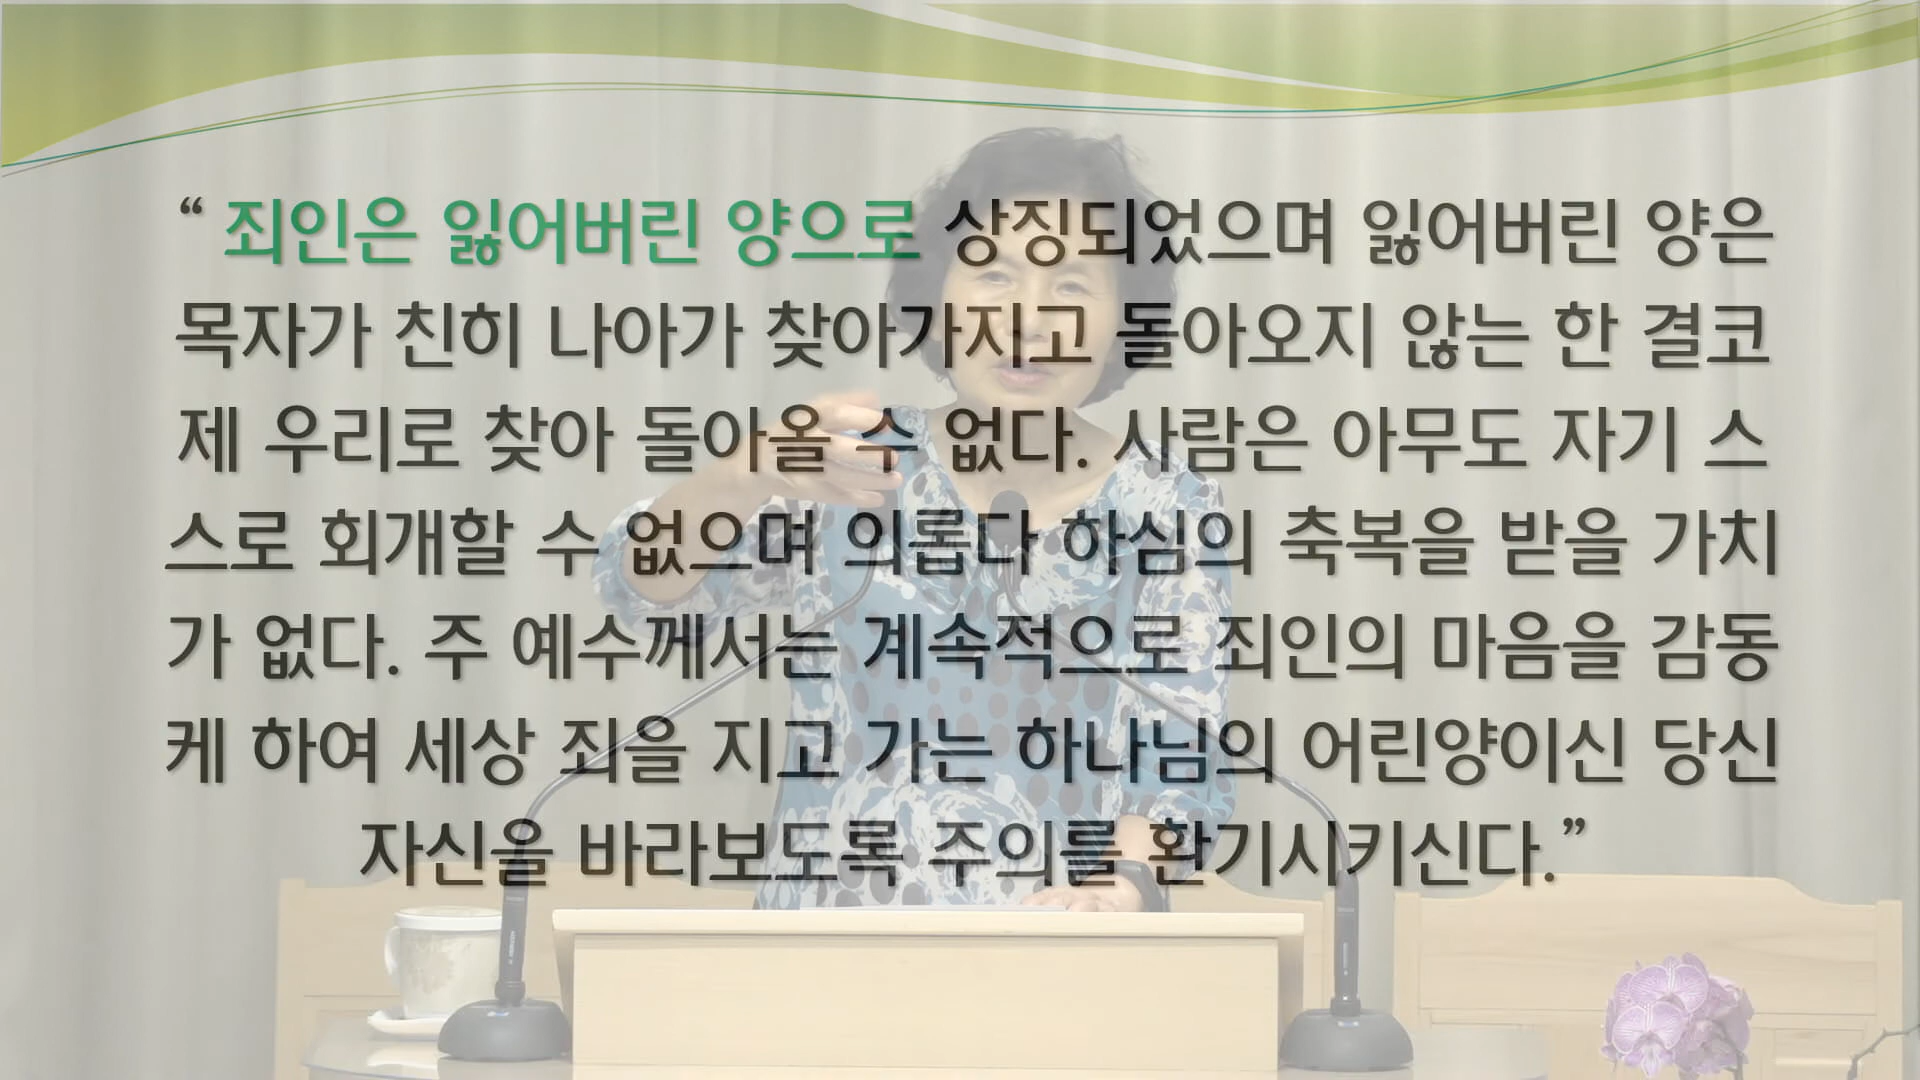 “ 죄인은 잃어버린 양으로 상징되었으며 잃어버린 양은
목자가 친히 나아가 찾아가지고 돌아오지 않는 한 결코
제 우리로 찾아 돌아올 수 없다. 사람은 아무도 자기 스
스로 회개할 수 없으며 의롭다 하심의 축복을 받을 가치
가 없다. 주 예수께서는 계속적으로 죄인의 마음을 감동
케 하여 세상 죄을 지고 가는 하나님의 어린양이신 당신
자신을 바라보도록 주의를 환기시키신다.”